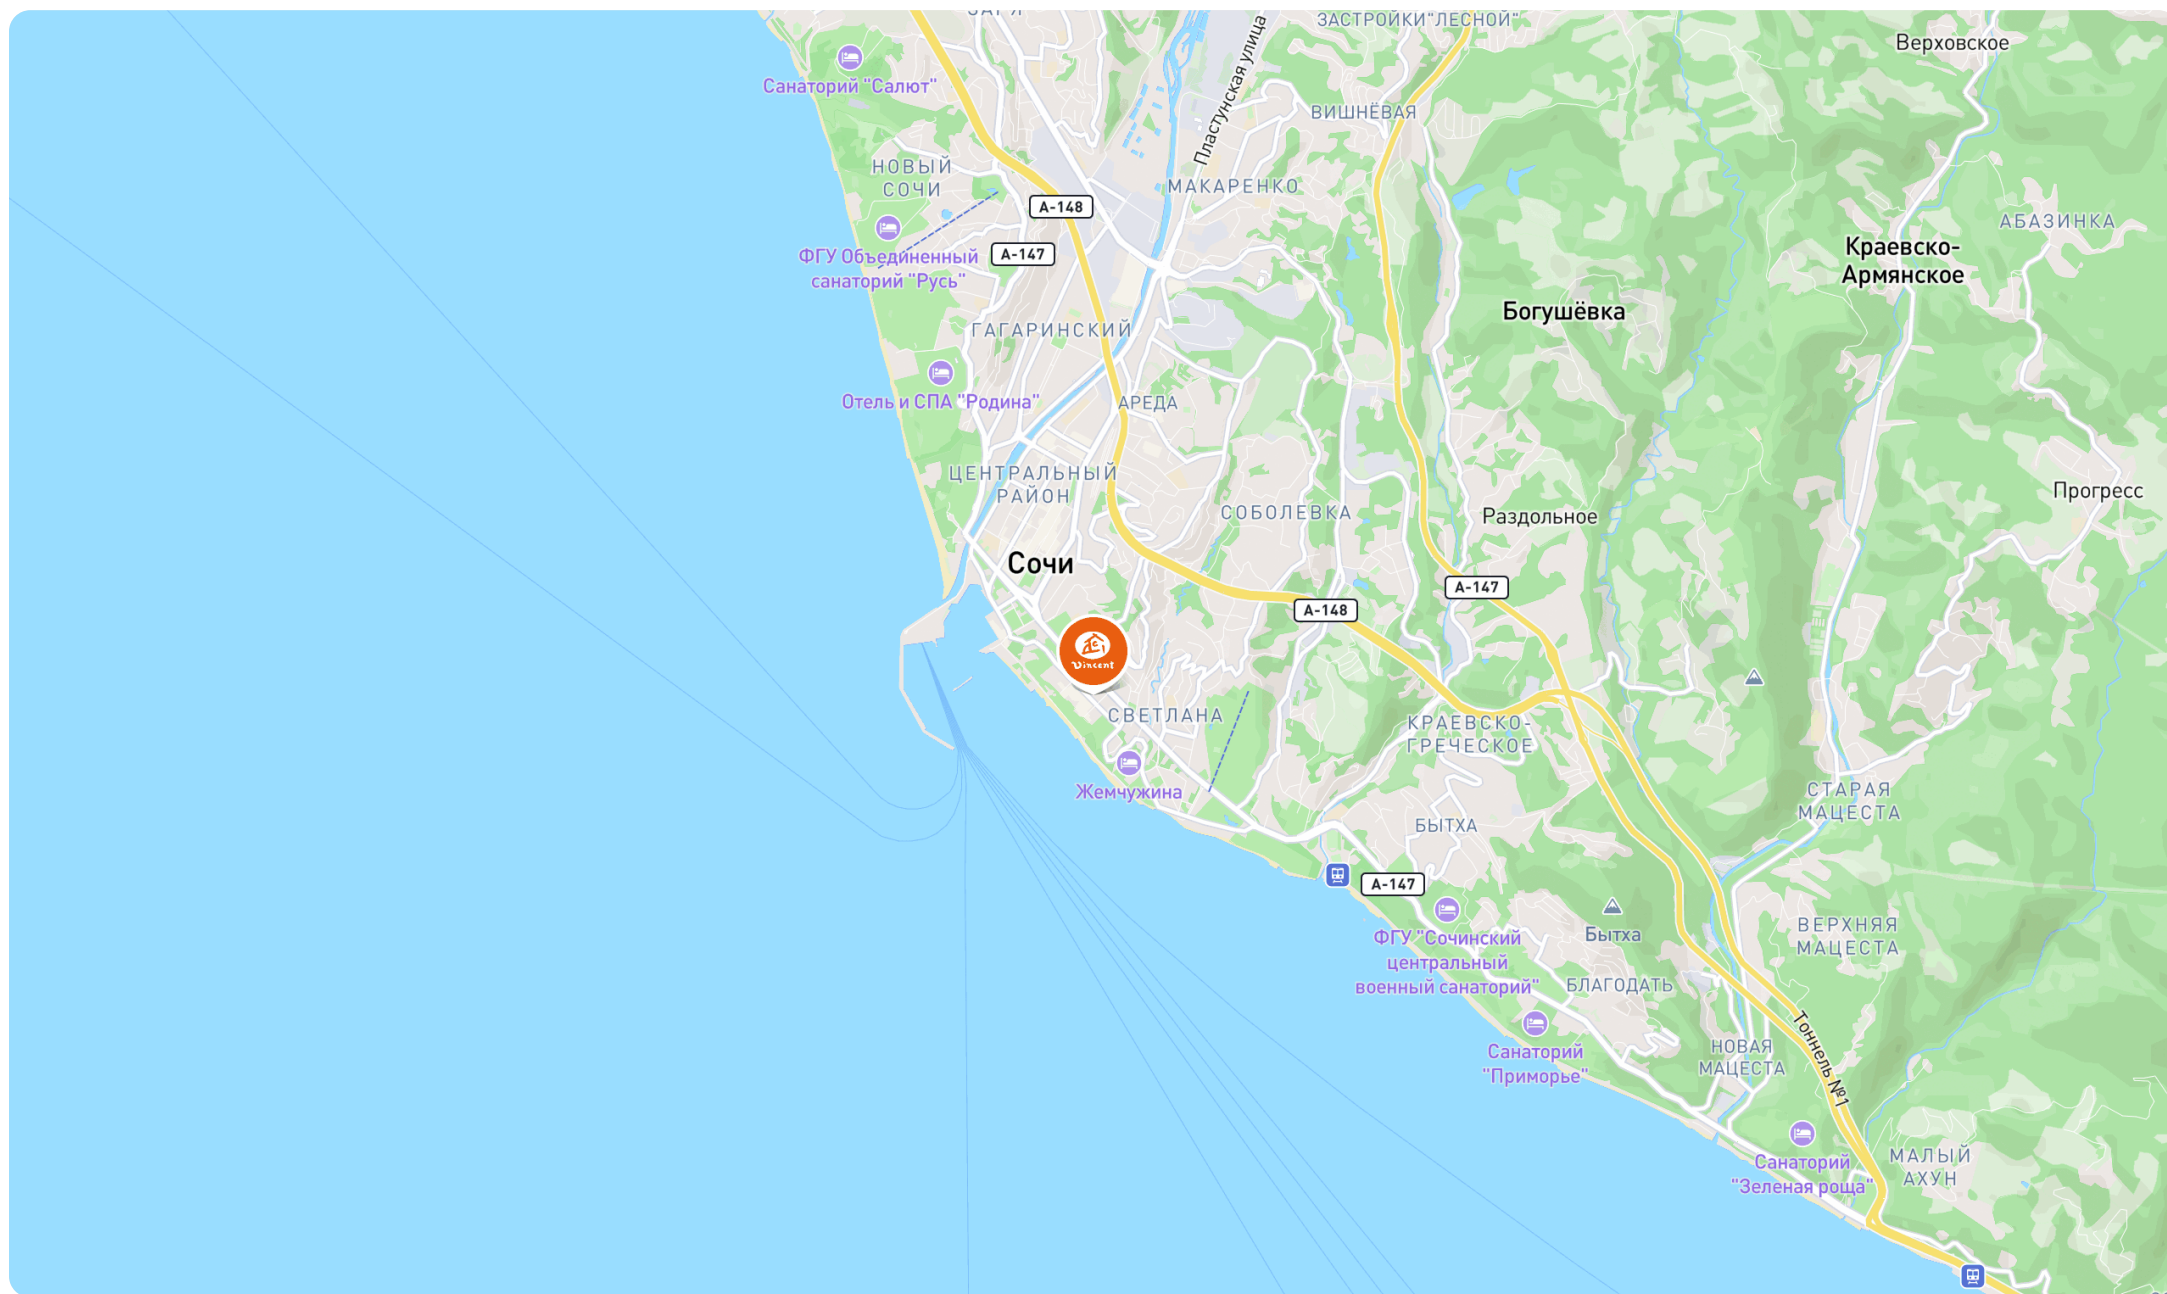 ЗАРЯ
ЗАСТРОЙКИ"ЛЕСНОЙ"
Верховское
Санаторий "Салют"
Пластунская улица
ВИШНЁВАЯ
НОВЫЙ
СОЧИ
МАКАРЕНКО
А-148
АБАЗИНКА
А-147
ФГУ Объединенный
санаторий "Русь"
Краевско-
Армянское
Богушёвка
ГАГАРИНСКИЙ
Отель и СПА "Родина"
АРЕДА
ЦЕНТРАЛЬНЫЙ
РАЙОН
Прогресс
СОБОЛЕВКА
Раздольное
Сочи
А-147
А-148
Vincent
СВЕТЛАНА
КРАЕВСКО-
ГРЕЧЕСКОЕ
Жемчужина
СТАРАЯ
МАЦЕСТА
БЫТХА
А-147
ФГУ "Сочинский
центральный
военный санаторий"
Бытха
ВЕРХНЯЯ
МАЦЕСТА
БЛАГОДАТЬ
Тоннель №1
Санаторий
"Приморье"
НОВАЯ
МАЦЕСТА
Санаторий
"Зеленая роща"
МАЛЫЙ
АХУН